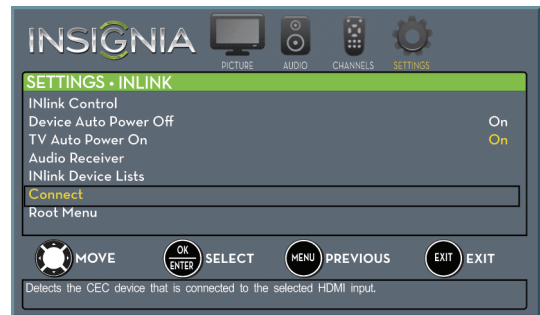 INSIGNIA
PICTURE AUDIO CHANNELS SETTINGS
SETTINGS • INLINK
INlink Control
Device Auto Power Off On
TV Auto Power On On
Audio Receiver
INlink Device Lists
Connect
Root Menu
MOVE OK ENTER SELECT MENU PREVIOUS EXIT EXIT
Detects the CEC device that is connected to the selected HDMI input.